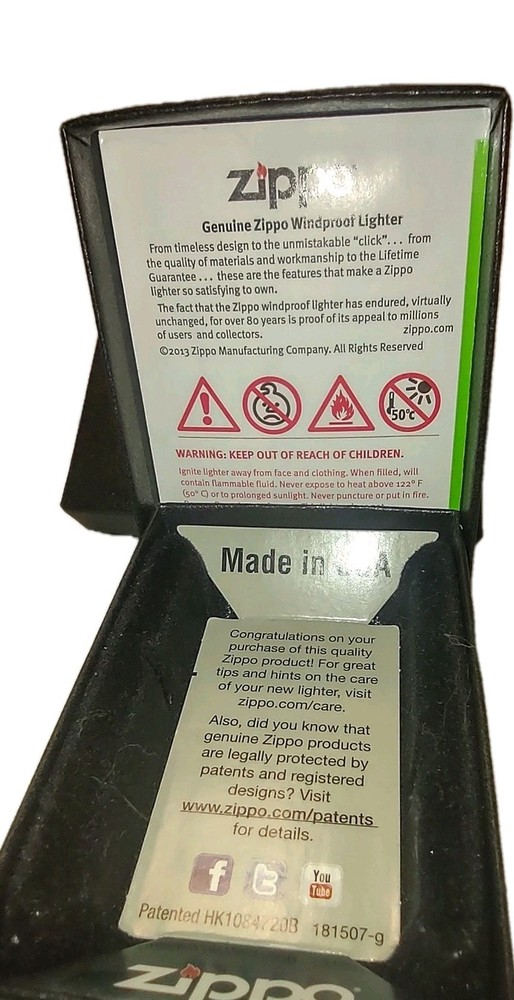 zippo
Genuine Zippo Windproof Lighter
From timeless design to the unmistakable “click”... from
the quality of materials and workmanship to the Lifetime
Guarantee ... these are the features that make a Zippo
lighter so satisfying to own.
The fact that the Zippo windproof lighter has endured, virtually
unchanged, for over 80 years is proof of its appeal to millions
of users and collectors.
zippo.com
©2013 Zippo Manufacturing Company. All Rights Reserved
50°C
WARNING: KEEP OUT OF REACH OF CHILDREN.
Ignite lighter away from face and clothing. When filled, will
contain flammable fluid. Never expose to heat above 122° F
(50° C) or to prolonged sunlight. Never puncture or put in fire.
Made in USA
Congratulations on your
purchase of this quality
Zippo product! For great
tips and hints on the care
of your new lighter, visit
zippo.com/care.
Also, did you know that
genuine Zippo products
are legally protected by
patents and registered
designs? Visit
www.zippo.com/patents
for details.
f
t
You
Tube
Patented 181507-g
zippo